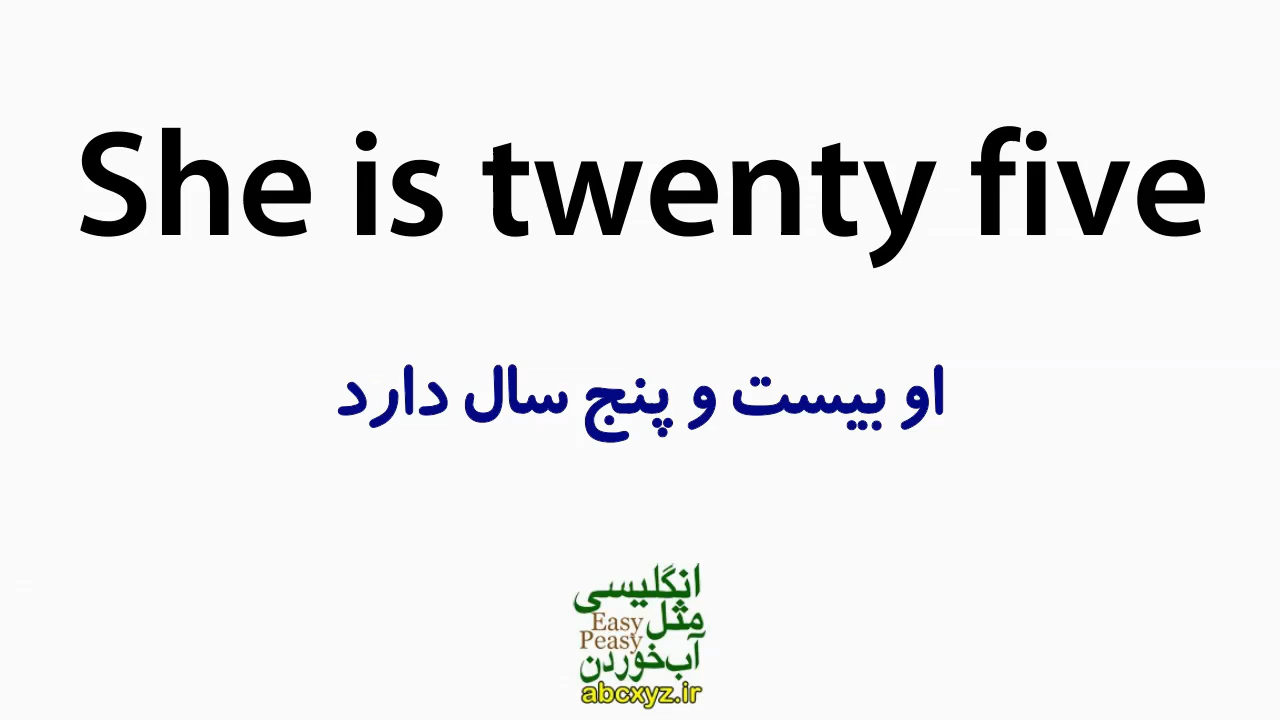 She is twenty five
او بیست و پنج سال دارد
انگلیسی
مثل Easy
Peasy
آب‌خوردن
abcxyz.ir